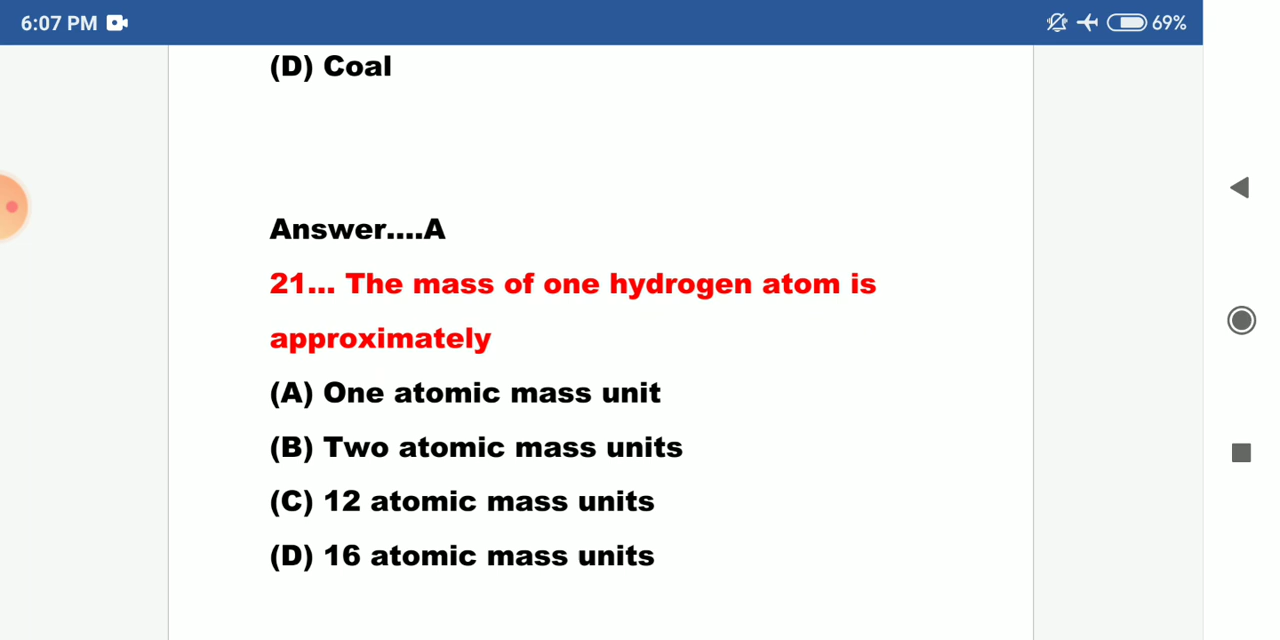 6:07 PM 69%
(D) Coal
Answer....A
21... The mass of one hydrogen atom is
approximately
(A) One atomic mass unit
(B) Two atomic mass units
(C) 12 atomic mass units
(D) 16 atomic mass units